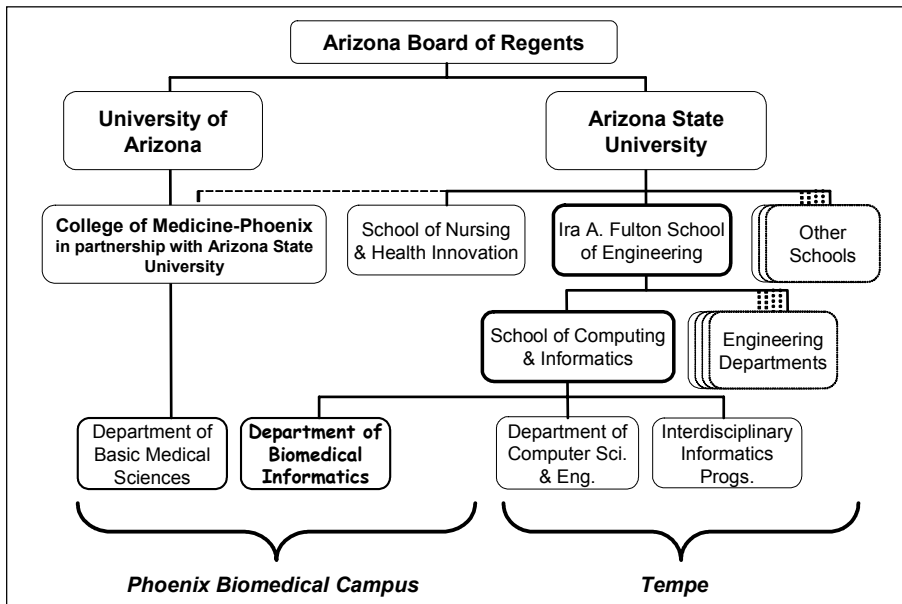 Arizona Board of Regents
University of
Arizona
Arizona State
University
College of Medicine-Phoenix
in partnership with Arizona State
University
School of Nursing
& Health Innovation
Ira A. Fulton School
of Engineering
Other
Schools
School of Computing
& Informatics
Engineering
Departments
Department of
Basic Medical
Sciences
Department of
Biomedical
Informatics
Department of
Computer Sci.
& Eng.
Interdisciplinary
Informatics
Progs.
Phoenix Biomedical Campus
Tempe